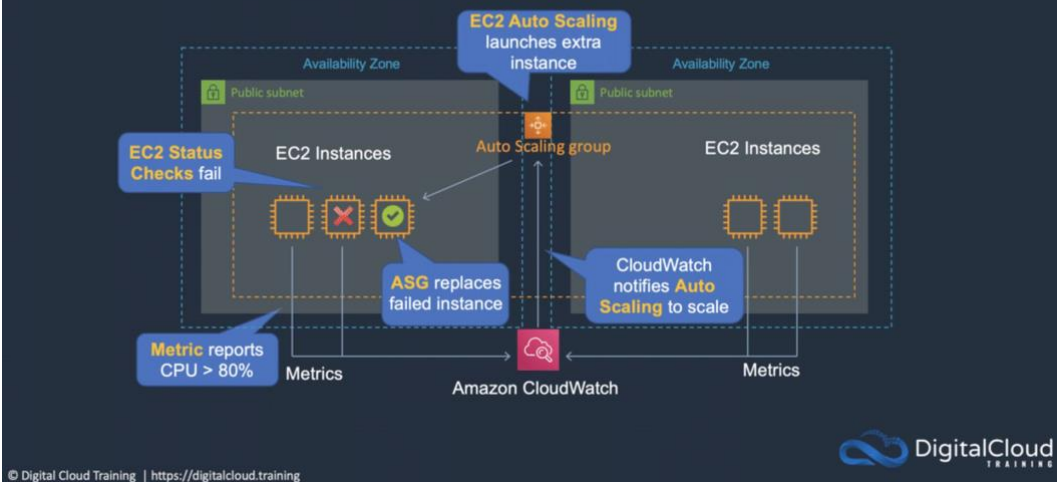 EC2 Auto Scaling
launches extra
instance
Availability Zone
Availability Zone
Public subnet
Public subnet
EC2 Status
Checks fail
EC2 Instances
Auto Scaling group
EC2 Instances
ASG replaces
failed instance
CloudWatch
notifies Auto
Scaling to scale
Metric reports
CPU > 80%
Metrics
Metrics
Amazon CloudWatch
DigitalCloud
TRAINING
© Digital Cloud Training | https://digitalcloud.training